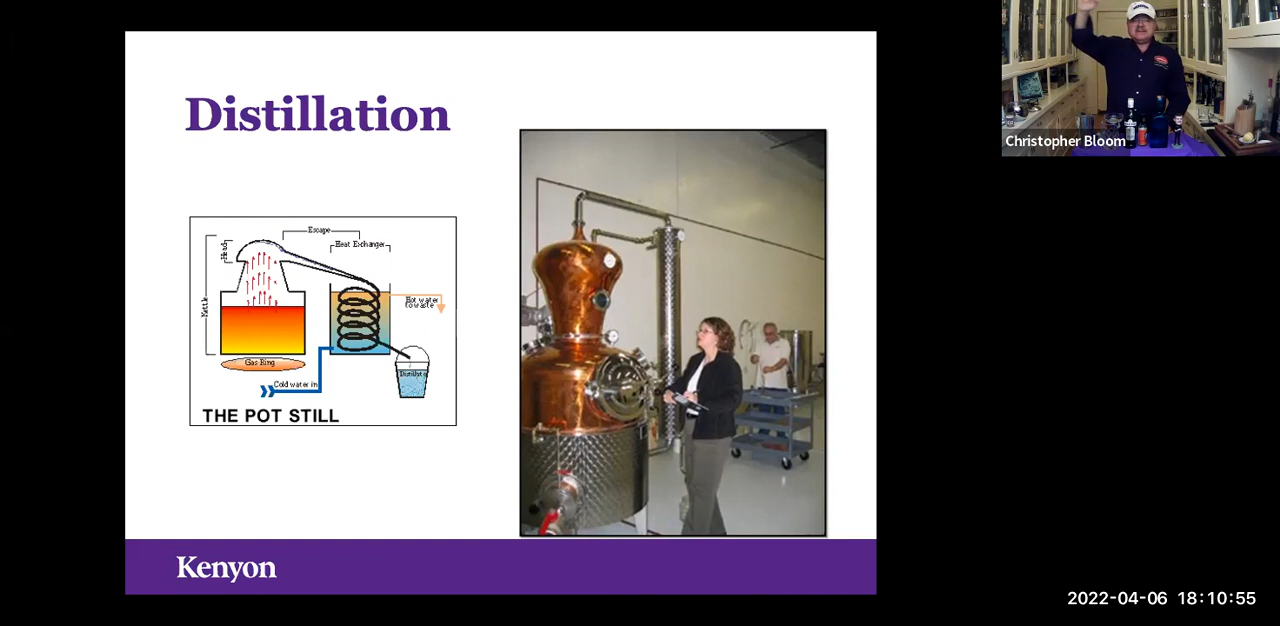 Distillation
Escape
Heat Exchanger
Head
Kettle
Hot water
to waste
Gas Ring
Cold water in
Distillate
THE POT STILL
Kenyon
Christopher Bloom
2022-04-06 18:10:55